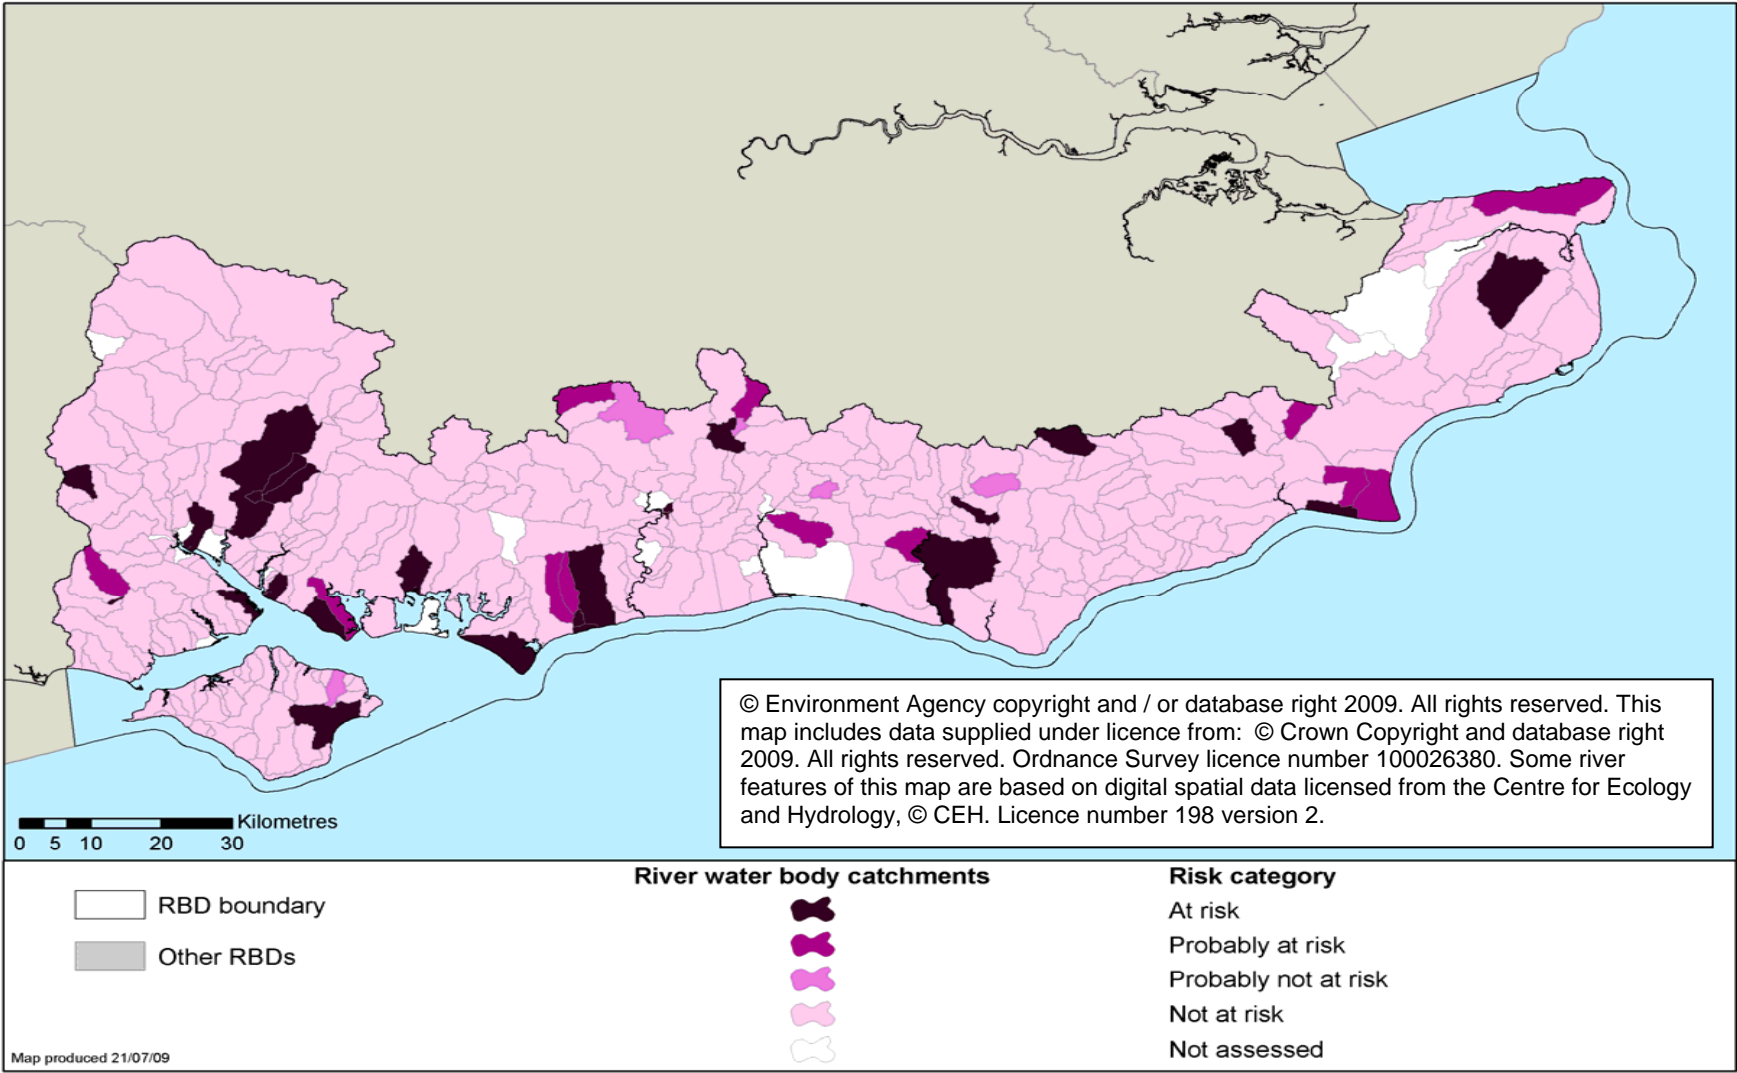 © Environment Agency copyright and / or database right 2009. All rights reserved. This
map includes data supplied under licence from:  © Crown Copyright and database right
2009. All rights reserved. Ordnance Survey licence number 100026380. Some river
features of this map are based on digital spatial data licensed from the Centre for Ecology
and Hydrology, © CEH. Licence number 198 version 2.
Kilometres
0 5 10 20 30
RBD boundary
Other RBDs
River water body catchments
Risk category
At risk
Probably at risk
Probably not at risk
Not at risk
Not assessed
Map produced 21/07/09